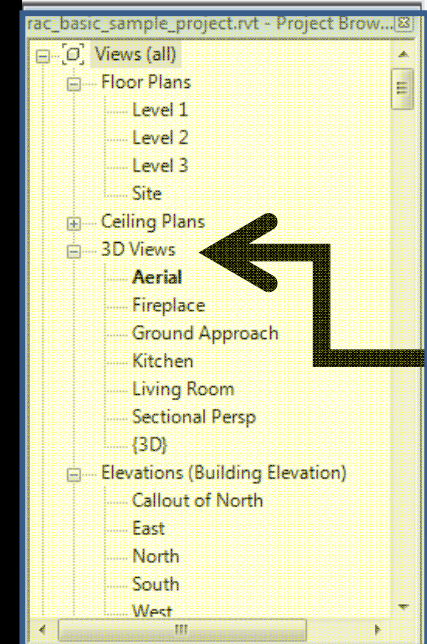 rac_basic_sample_project.rvt - Project Brow...
Views (all)
Floor Plans
Level 1
Level 2
Level 3
Site
Ceiling Plans
3D Views
Aerial
Fireplace
Ground Approach
Kitchen
Living Room
Sectional Persp
{3D}
Elevations (Building Elevation)
Callout of North
East
North
South
West